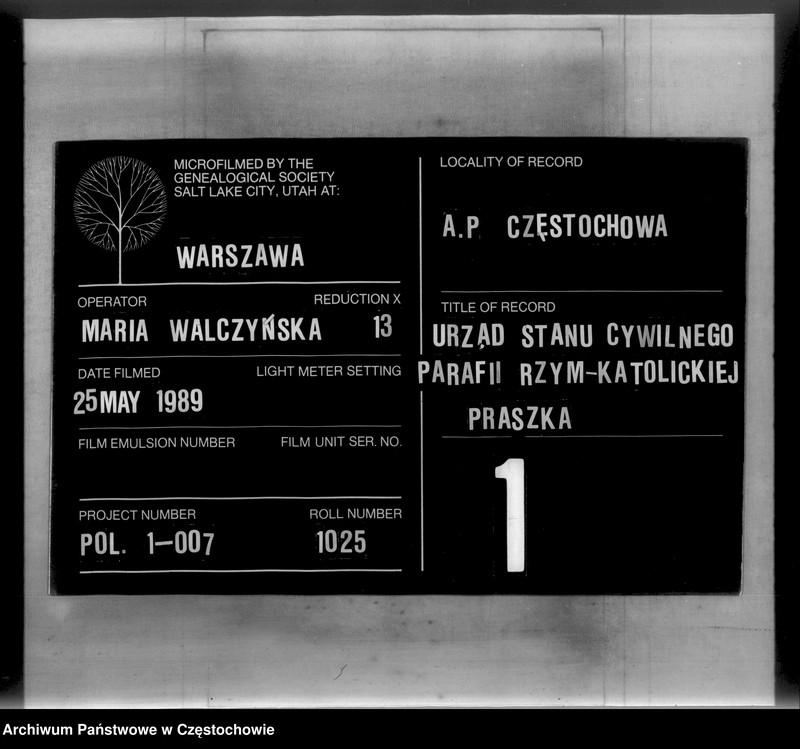 MICROFILMED BY THE
GENEALOGICAL SOCIETY
SALT LAKE CITY, UTAH AT:
WARSZAWA
OPERATOR REDUCTION X
MARIA WALCZYŃSKA 13
DATE FILMED LIGHT METER SETTING
25 MAY 1989
FILM EMULSION NUMBER FILM UNIT SER. NO.
PROJECT NUMBER ROLL NUMBER
POL. 1-007 1025
LOCALITY OF RECORD
A.P. CZĘSTOCHOWA
TITLE OF RECORD
URZĄD STANU CYWILNEGO
PARAFII RZYM-KATOLICKIEJ
PRASZKA
1
Archiwum Państwowe w Częstochowie